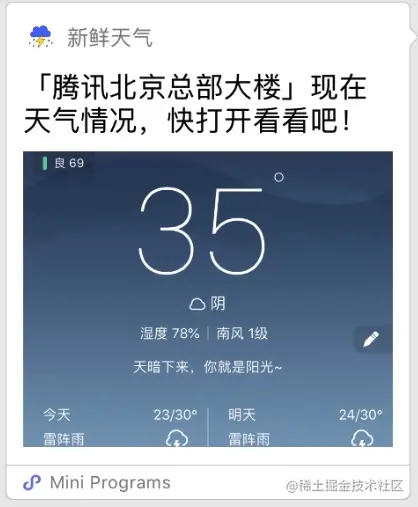 新鲜天气
「腾讯北京总部大楼」现在
天气情况，快打开看看吧！
良 69
35°
阴
湿度 78% | 南风 1级
天暗下来，你就是阳光~
今天 23/30° 明天 24/30°
雷阵雨 雷阵雨
Mini Programs
@稀土掘金技术社区